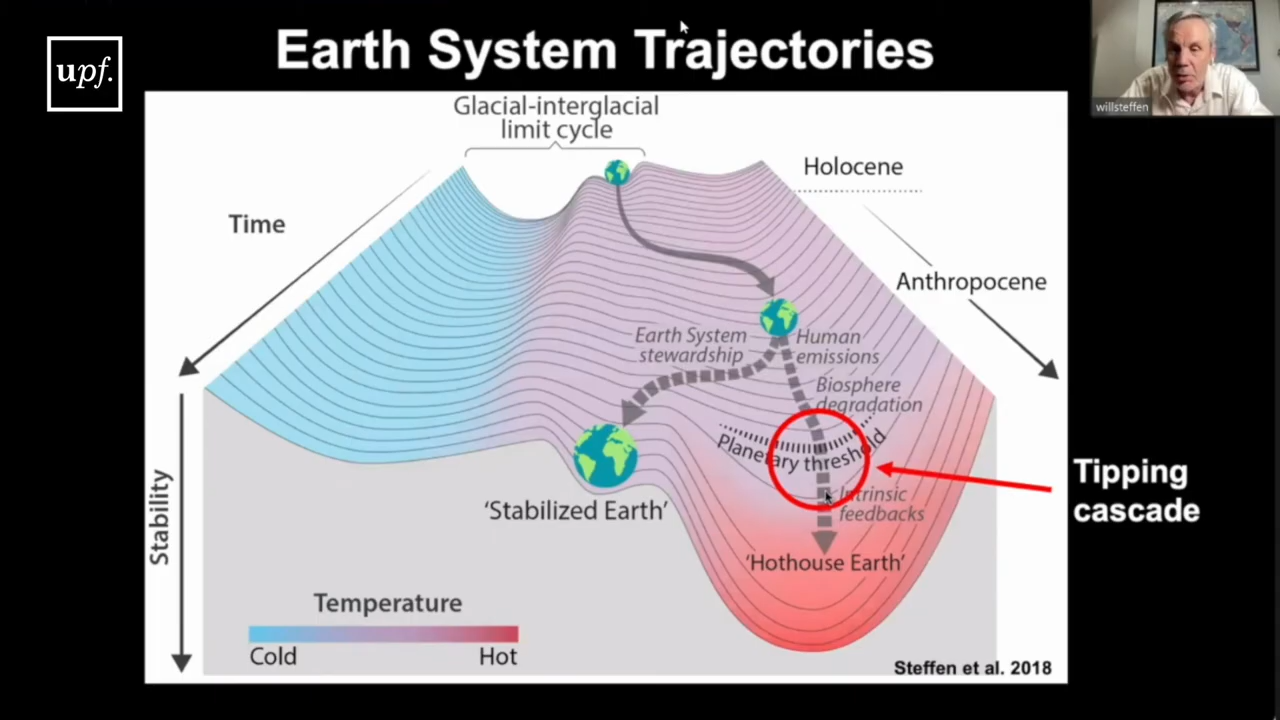 upf.
Earth System Trajectories
willsteffen
Glacial-interglacial
limit cycle
Holocene
Time
Anthropocene
Earth System
stewardship
Human
emissions
Biosphere
degradation
Planetary threshold
Tipping
cascade
Intrinsic
feedbacks
'Stabilized Earth'
'Hothouse Earth'
Stability
Temperature
Cold
Hot
Steffen et al. 2018